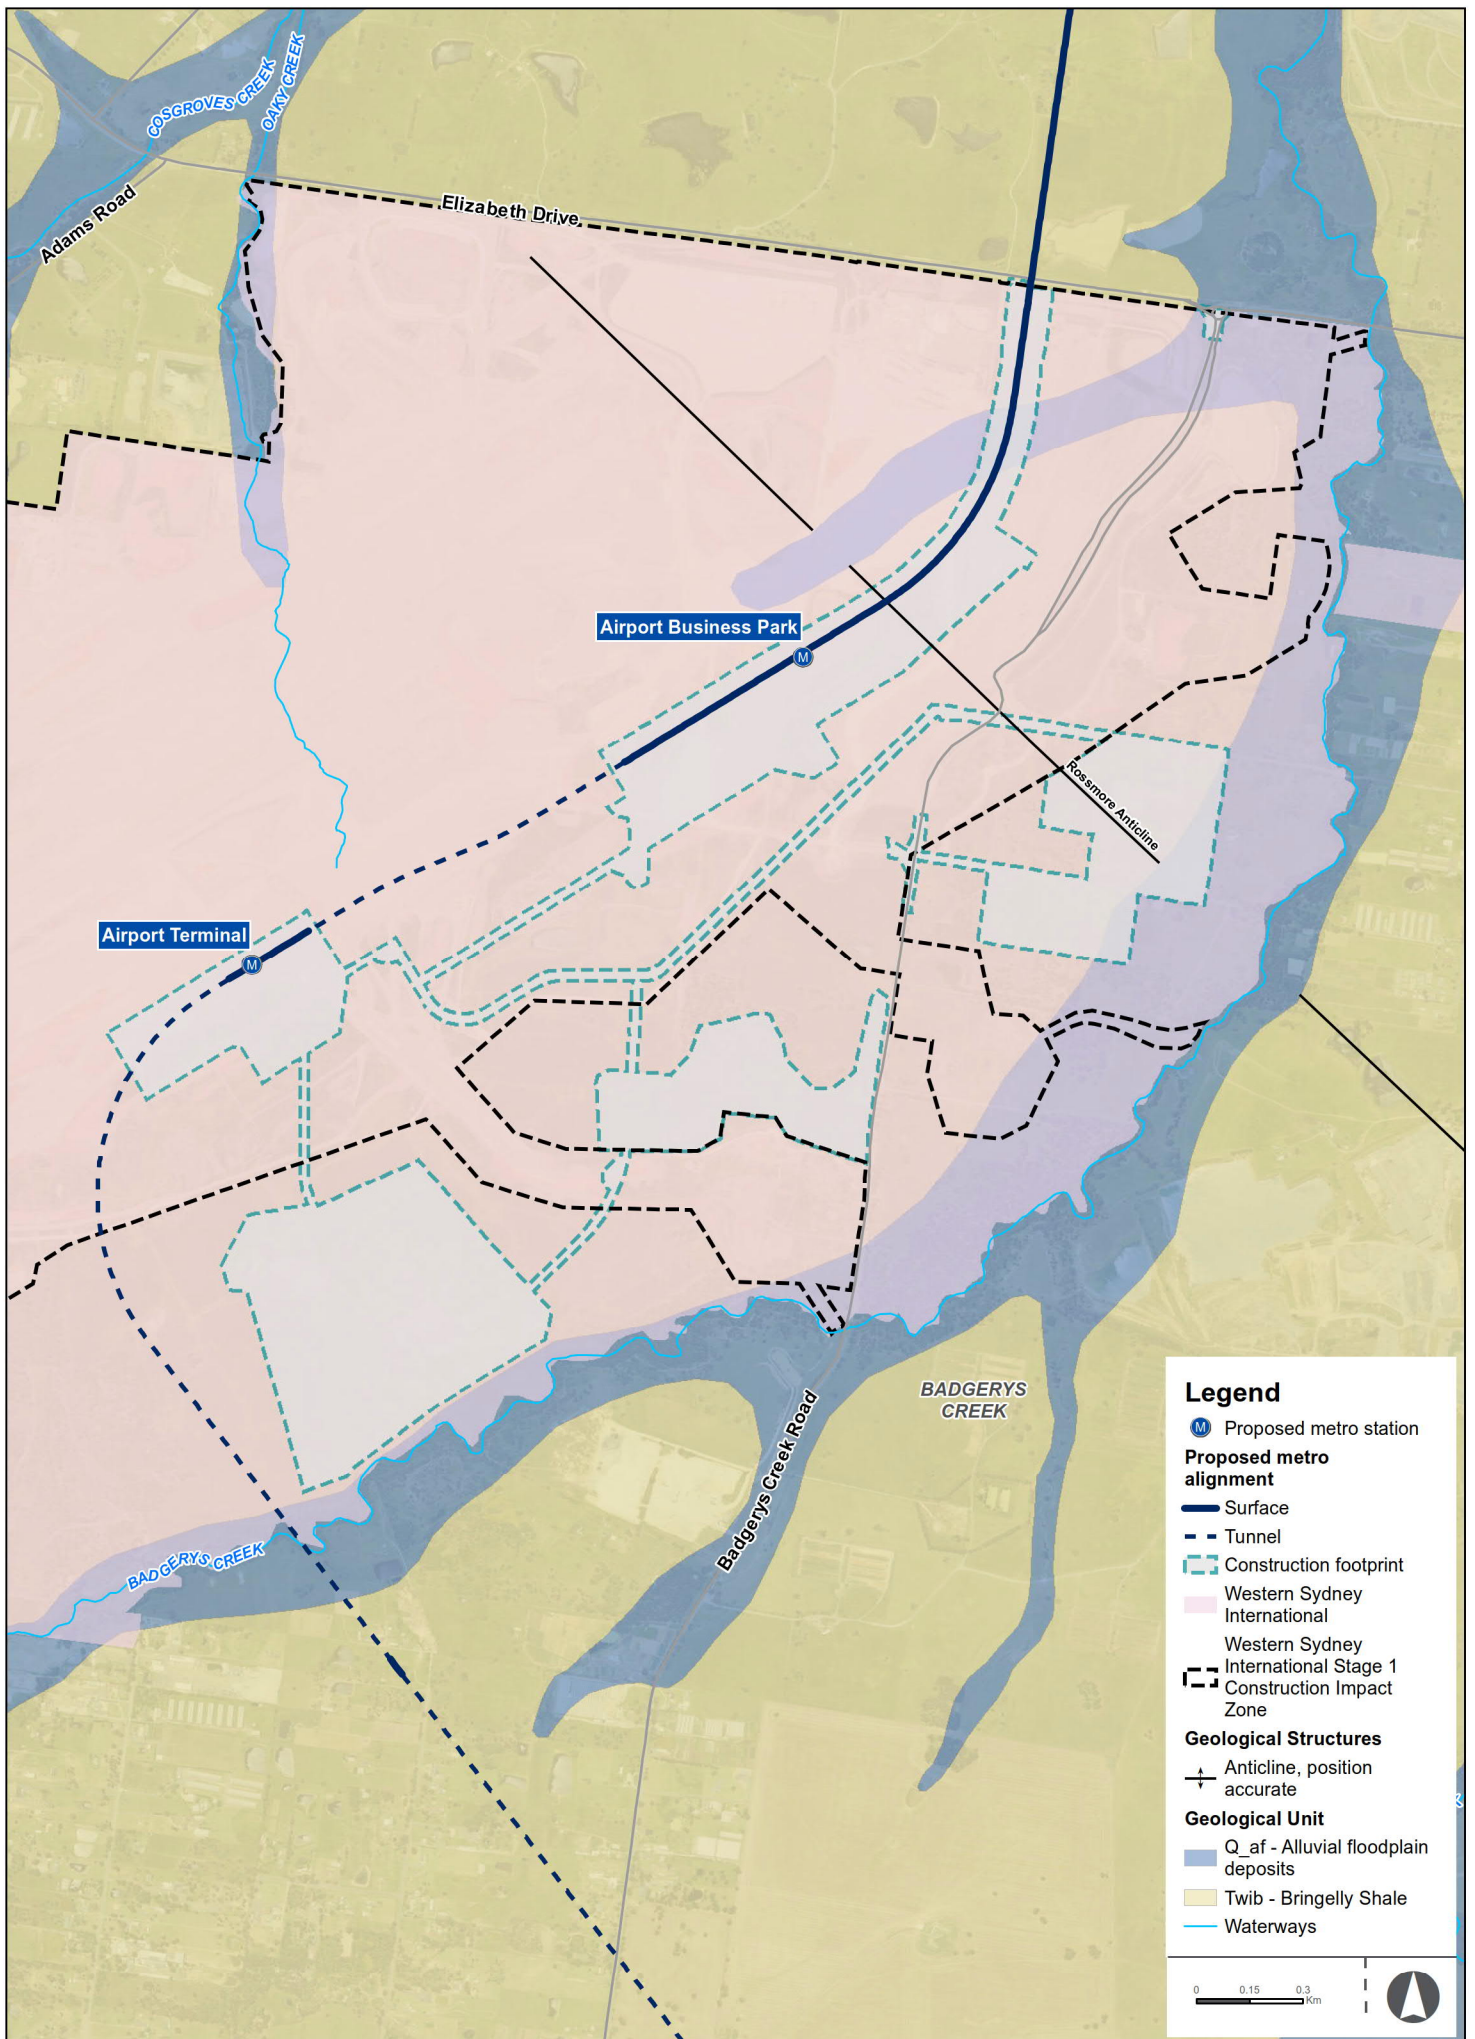 COSGROVES CREEK
OAKY CREEK
Adams Road
Elizabeth Drive
Airport Business Park
M
Rossmore Anticline
Airport Terminal
M
BADGERYS
CREEK
Badgerys Creek Road
BADGERYS CREEK
Legend
M Proposed metro station
Proposed metro
alignment
Surface
Tunnel
Construction footprint
Western Sydney
International
Western Sydney
International Stage 1
Construction Impact
Zone
Geological Structures
Anticline, position
accurate
Geological Unit
Q_af - Alluvial floodplain
deposits
Twib - Bringelly Shale
Waterways
0 0.15 0.3
Km